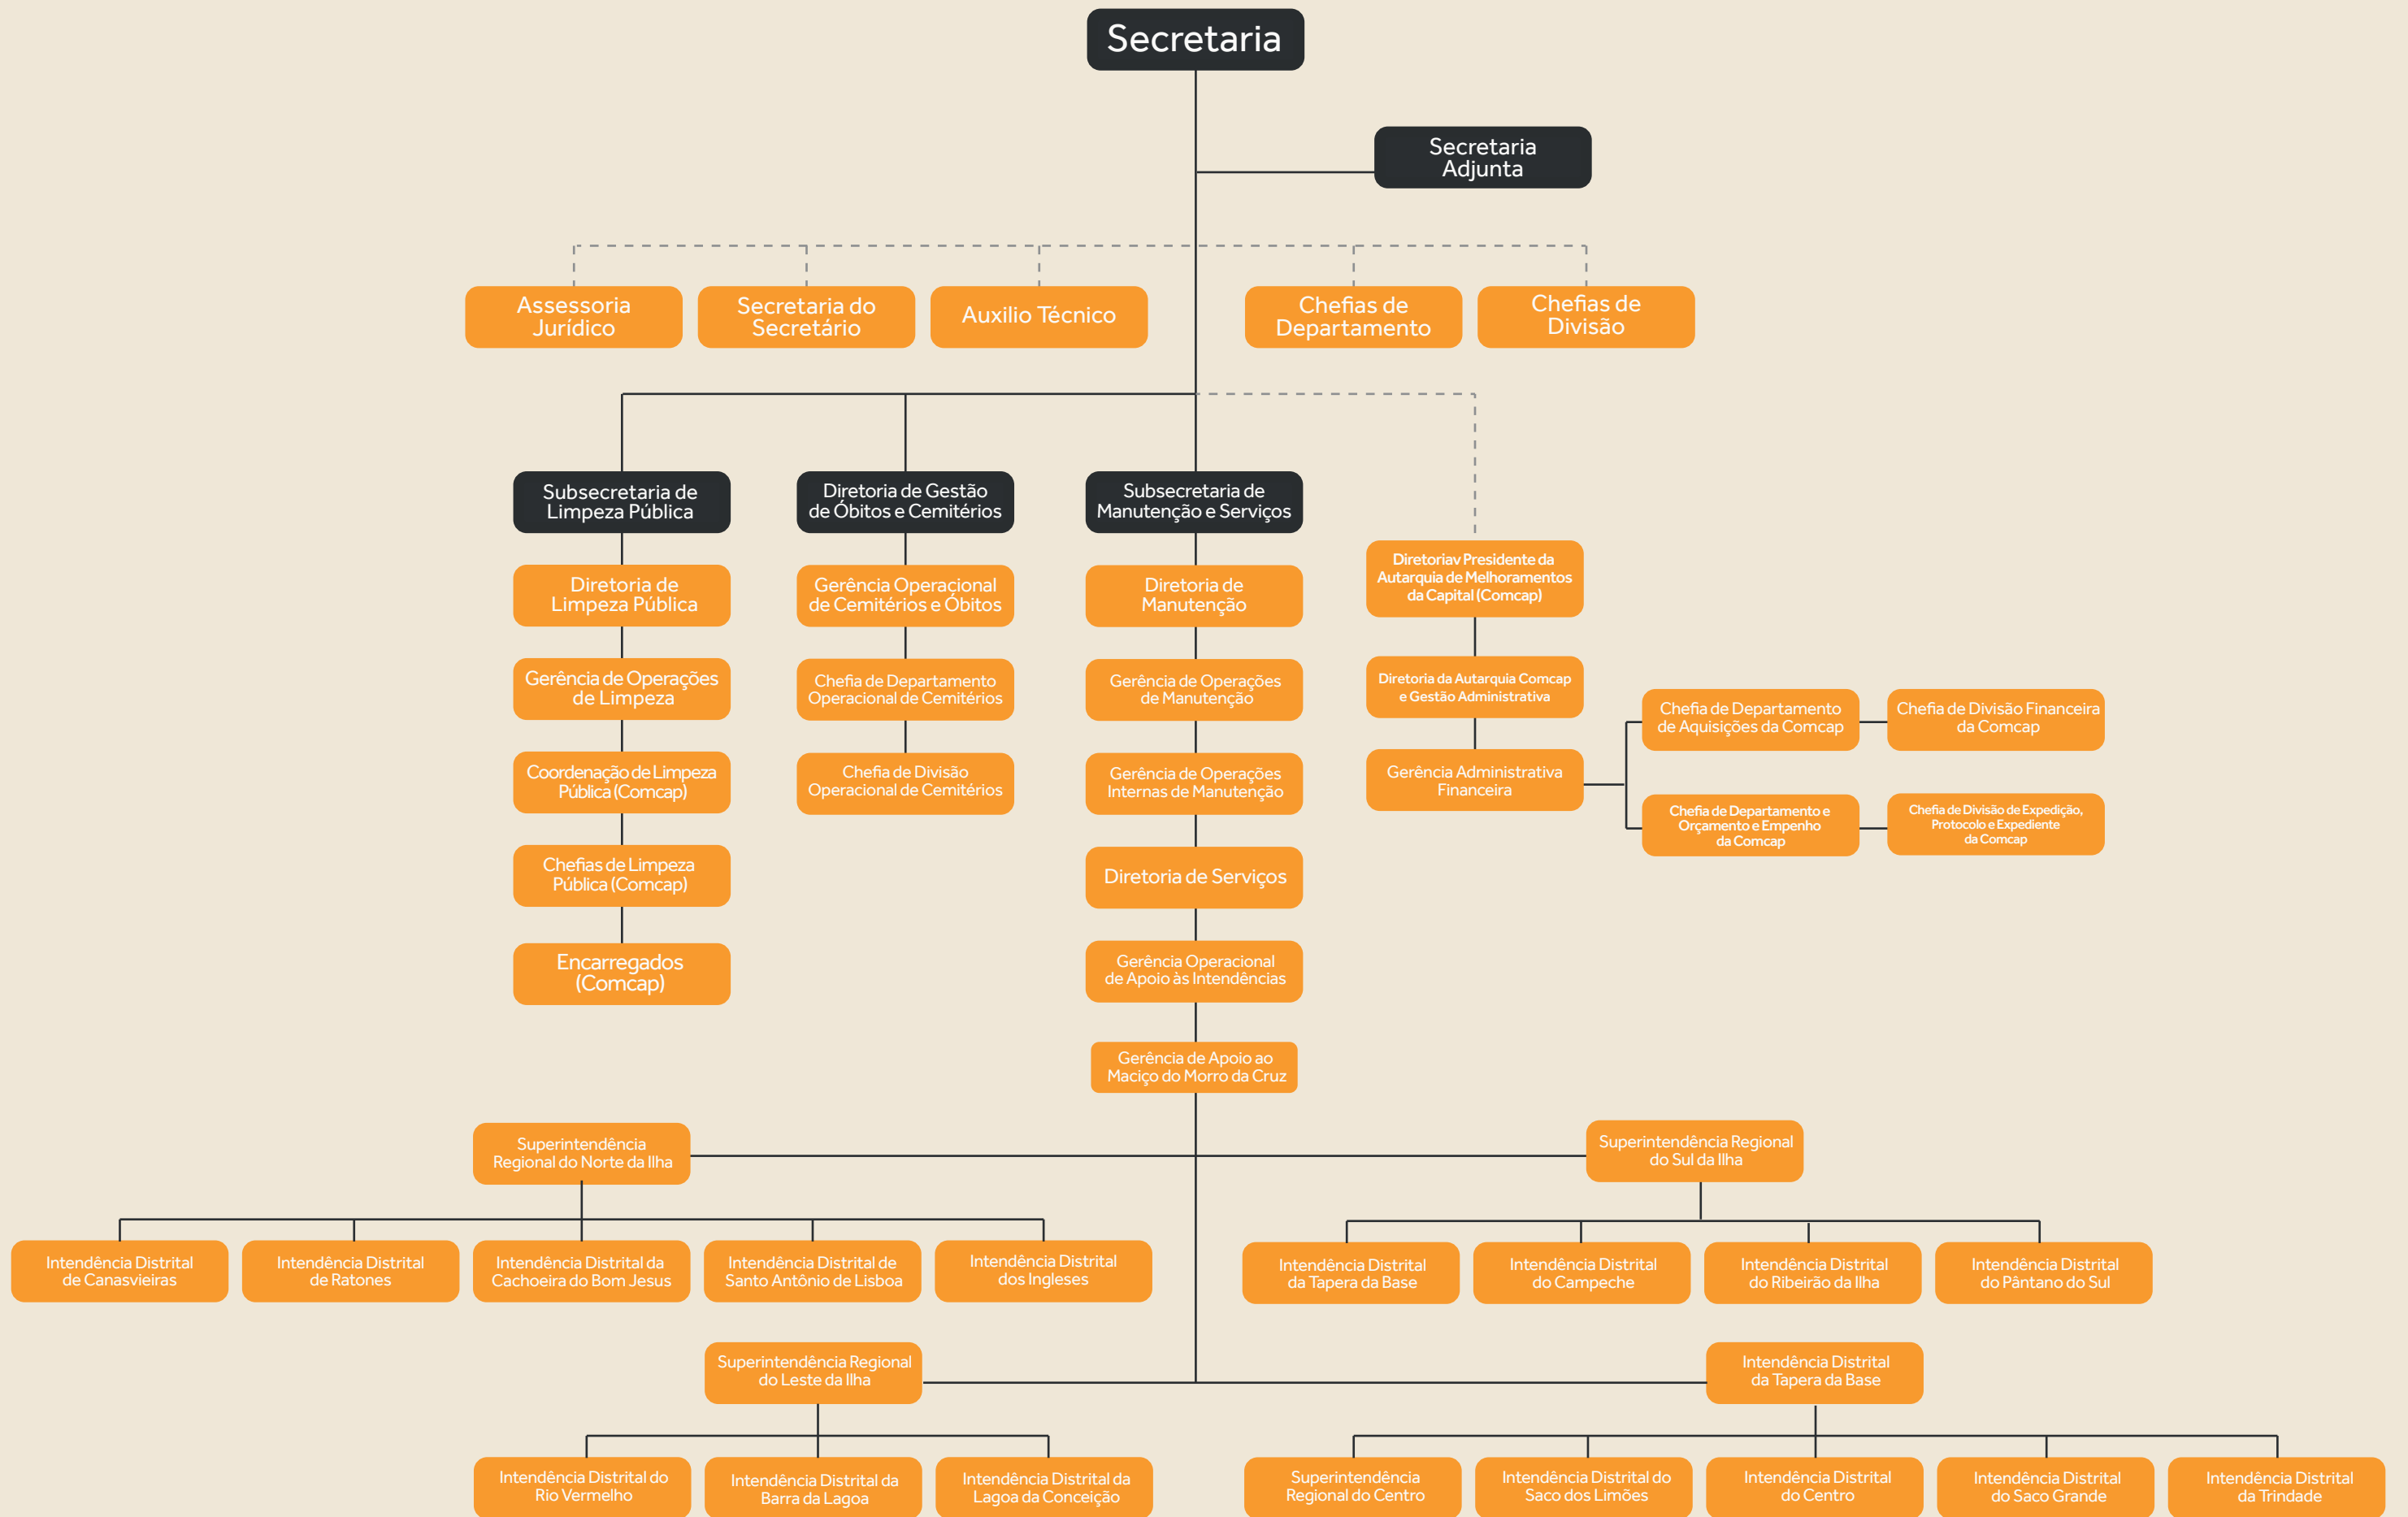 Secretaria
Secretaria
Adjunta
Assessoria
Jurídico
Secretaria do
Secretário
Auxilio Técnico
Chefias de
Departamento
Chefias de
Divisão
Subsecretaria de
Limpeza Pública
Diretoria de Gestão
de Óbitos e Cemitérios
Subsecretaria de
Manutenção e Serviços
Diretoria de
Limpeza Pública
Gerência Operacional
de Cemitérios e Óbitos
Diretoria de
Manutenção
Diretoriav Presidente da
Autarquia de Melhoramentos
da Capital (Comcap)
Gerência de Operações
de Limpeza
Chefia de Departamento
Operacional de Cemitérios
Gerência de Operações
de Manutenção
Diretoria da Autarquia Comcap
e Gestão Administrativa
Chefia de Departamento
de Aquisições da Comcap
Chefia de Divisão Financeira
da Comcap
Coordenação de Limpeza
Pública (Comcap)
Chefia de Divisão
Operacional de Cemitérios
Gerência de Operações
Internas de Manutenção
Gerência Administrativa
Financeira
Chefia de Departamento e
Orçamento e Empenho
da Comcap
Chefia de Divisão de Expedição,
Protocolo e Expediente
da Comcap
Chefias de Limpeza
Pública (Comcap)
Diretoria de Serviços
Encarregados
(Comcap)
Gerência Operacional
de Apoio às Intendências
Gerência de Apoio ao
Maciço do Morro da Cruz
Superintendência
Regional do Norte da Ilha
Superintendência Regional
do Sul da Ilha
Intendência Distrital
de Canasvieiras
Intendência Distrital
de Ratones
Intendência Distrital da
Cachoeira do Bom Jesus
Intendência Distrital de
Santo Antônio de Lisboa
Intendência Distrital
dos Ingleses
Intendência Distrital
da Tapera da Base
Intendência Distrital
do Campeche
Intendência Distrital
do Ribeirão da Ilha
Intendência Distrital
do Pântano do Sul
Superintendência Regional
do Leste da Ilha
Intendência Distrital
da Tapera da Base
Intendência Distrital do
Rio Vermelho
Intendência Distrital da
Barra da Lagoa
Intendência Distrital da
Lagoa da Conceição
Superintendência
Regional do Centro
Intendência Distrital do
Saco dos Limões
Intendência Distrital
do Centro
Intendência Distrital
do Saco Grande
Intendência Distrital
da Trindade